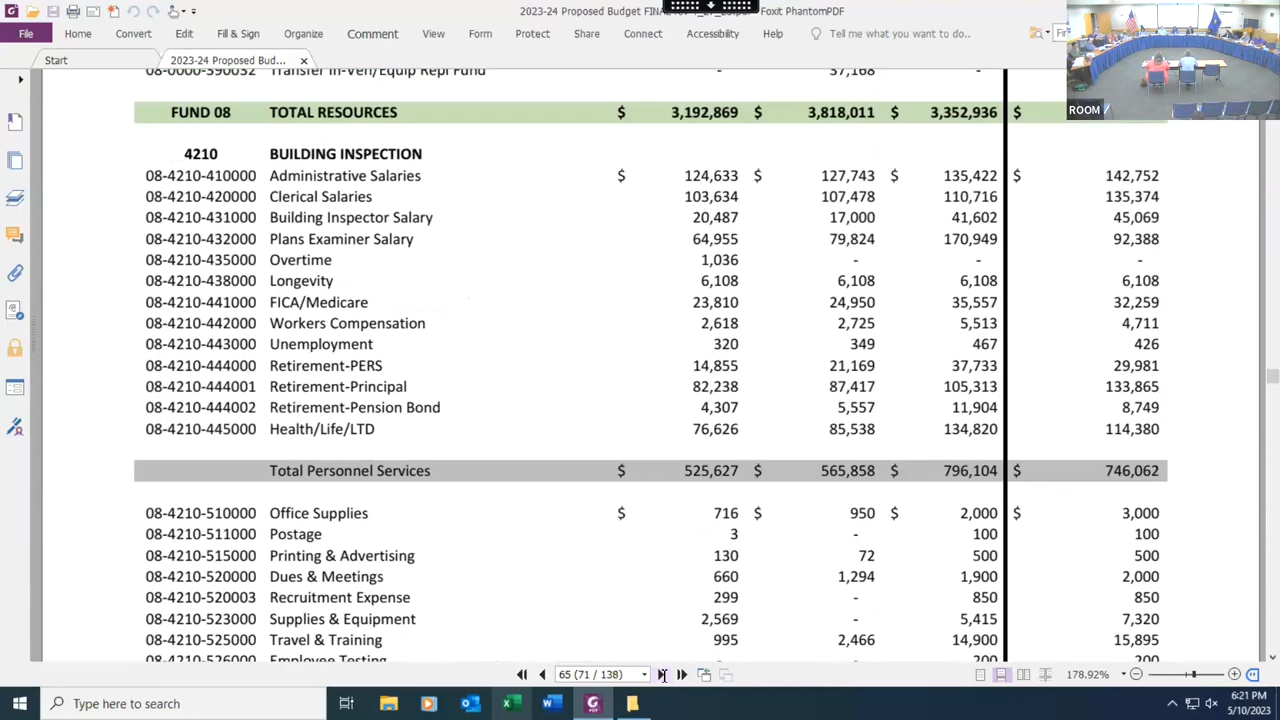 2023-24 Proposed Budget FINAL
Foxit PhantomPDF
File Home Convert Edit Fill & Sign Organize Comment View Form Protect Share Connect Accessibility Help Tell me what you want to do..
Start 2023-24 Proposed Bud... ×
08-0000-390032 Transfer In-Veh/Equip Repl Fund - 37,168 -
FUND 08 TOTAL RESOURCES $ 3,192,869 $ 3,818,011 $ 3,352,936 $
ROOM
4210 BUILDING INSPECTION
08-4210-410000 Administrative Salaries $ 124,633 $ 127,743 $ 135,422 $ 142,752
08-4210-420000 Clerical Salaries 103,634 107,478 110,716 135,374
08-4210-431000 Building Inspector Salary 20,487 17,000 41,602 45,069
08-4210-432000 Plans Examiner Salary 64,955 79,824 170,949 92,388
08-4210-435000 Overtime 1,036 - - -
08-4210-438000 Longevity 6,108 6,108 6,108 6,108
08-4210-441000 FICA/Medicare 23,810 24,950 35,557 32,259
08-4210-442000 Workers Compensation 2,618 2,725 5,513 4,711
08-4210-443000 Unemployment 320 349 467 426
08-4210-444000 Retirement-PERS 14,855 21,169 37,733 29,981
08-4210-444001 Retirement-Principal 82,238 87,417 105,313 133,865
08-4210-444002 Retirement-Pension Bond 4,307 5,557 11,904 8,749
08-4210-445000 Health/Life/LTD 76,626 85,538 134,820 114,380
Total Personnel Services $ 525,627 $ 565,858 $ 796,104 $ 746,062
08-4210-510000 Office Supplies $ 716 $ 950 $ 2,000 $ 3,000
08-4210-511000 Postage 3 - 100 100
08-4210-515000 Printing & Advertising 130 72 500 500
08-4210-520000 Dues & Meetings 660 1,294 1,900 2,000
08-4210-520003 Recruitment Expense 299 - 850 850
08-4210-523000 Supplies & Equipment 2,569 - 5,415 7,320
08-4210-525000 Travel & Training 995 2,466 14,900 15,895
08-4210-526000 Employee Testing - - 200 200
65 (71 / 138) 178.92%
Type here to search
6:21 PM
5/10/2023